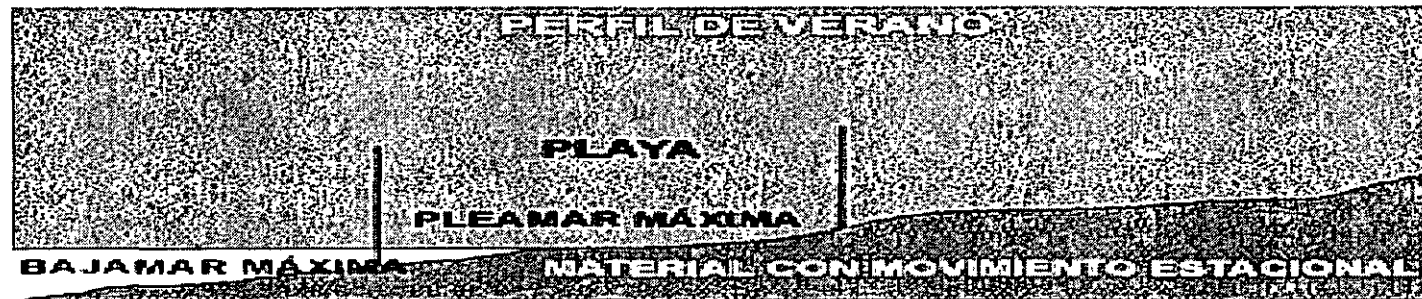 PERFIL DE VERANO
PLAYA
PLEAMAR MÁXIMA
BAJAMAR MÁXIMA
MATERIAL CON MOVIMIENTO ESTACIONAL